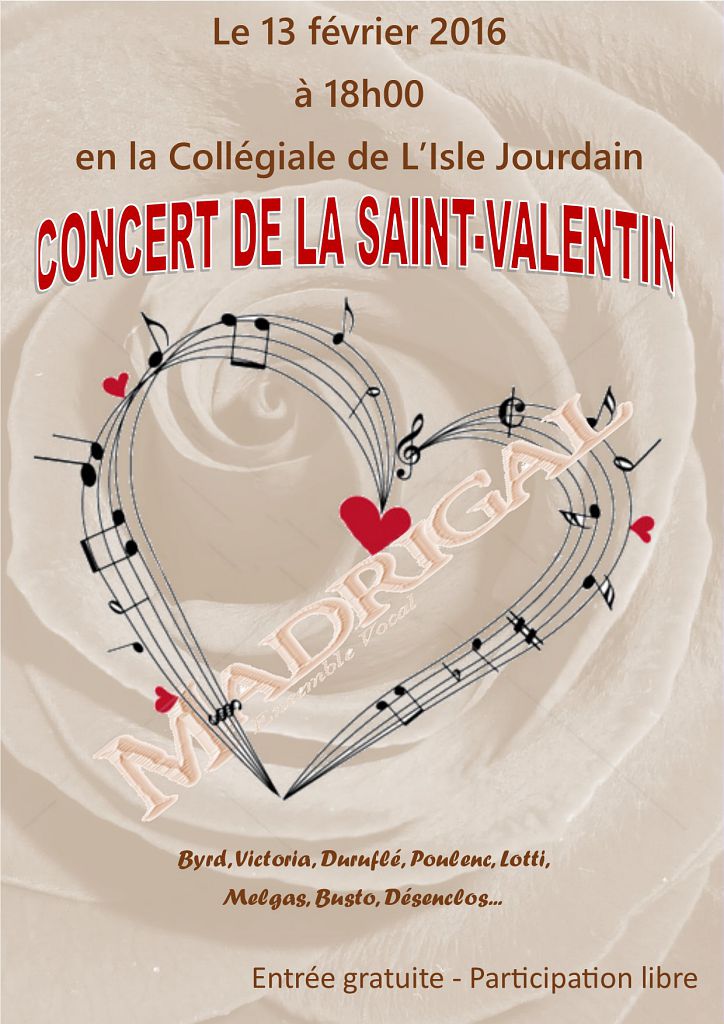 Le 13 février 2016
à 18h00
en la Collégiale de L'Isle Jourdain
CONCERT DE LA SAINT-VALENTIN
MADRIGAL
Ensemble Vocal
Byrd, Victoria, Duruflé, Poulenc, Lotti,
Melgas, Busto, Désenclos...
Entrée gratuite - Participation libre